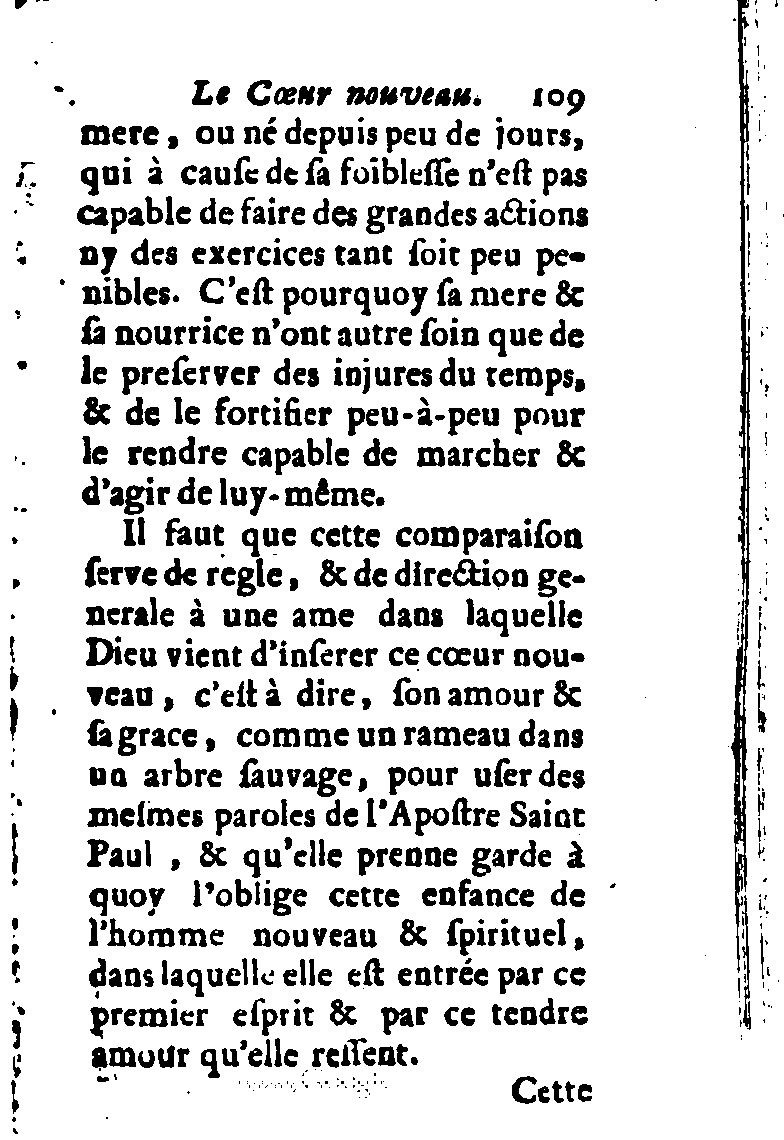 Le Cœur nouveau. 109
mere, ou né depuis peu de jours,
qui à cauſe de ſa foibleſſe n'eſt pas
capable de faire des grandes actions
ny des exercices tant ſoit peu pe-
nibles. C'eſt pourquoy ſa mere &
ſa nourrice n'ont autre ſoin que de
le preſerver des injures du temps,
& de le fortifier peu-à-peu pour
le rendre capable de marcher &
d'agir de luy-même.
Il faut que cette comparaiſon
ſerve de regle, & de direction ge-
nerale à une ame dans laquelle
Dieu vient d'inſerer ce cœur nou-
veau, c'eſt à dire, ſon amour &
ſa grace, comme un rameau dans
un arbre ſauvage, pour uſer des
meſmes paroles de l'Apoſtre Saint
Paul, & qu'elle prenne garde à
quoy l'oblige cette enfance de
l'homme nouveau & ſpirituel,
dans laquelle elle eſt entrée par ce
premier eſprit & par ce tendre
amour qu'elle reſſent.
Cette